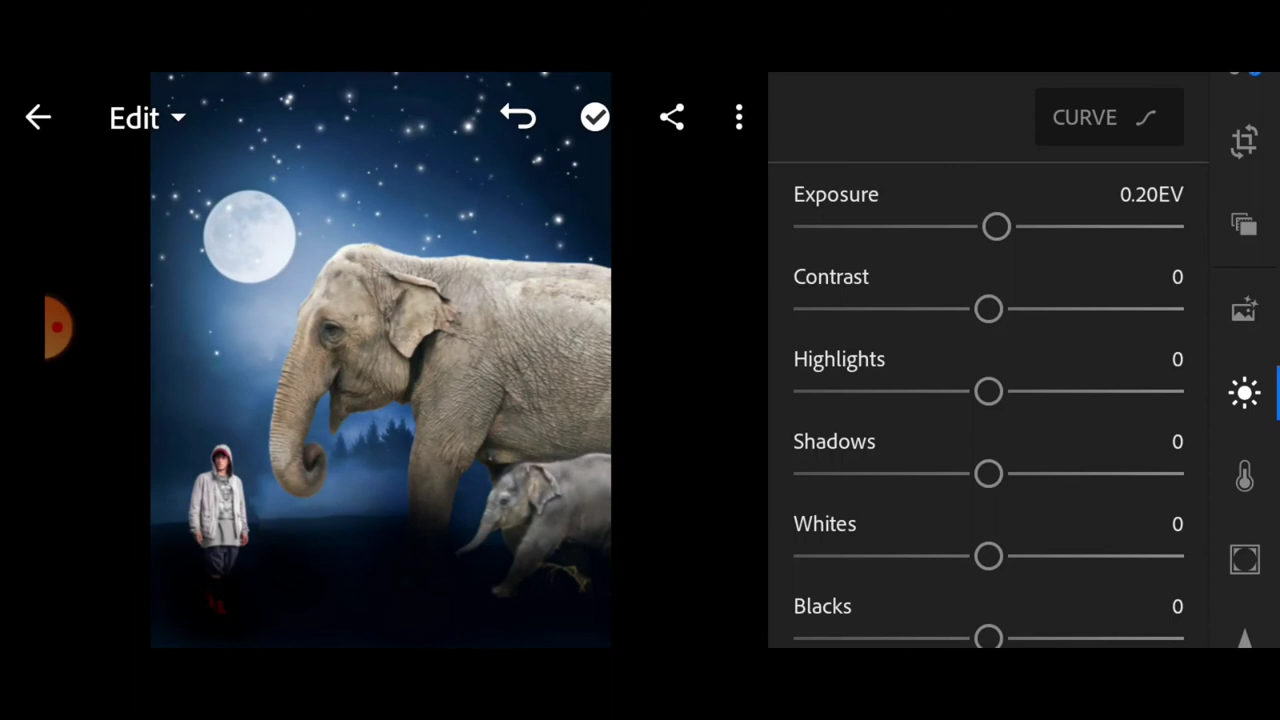 Edit
CURVE
Exposure 0.20EV
Contrast 0
Highlights 0
Shadows 0
Whites 0
Blacks 0